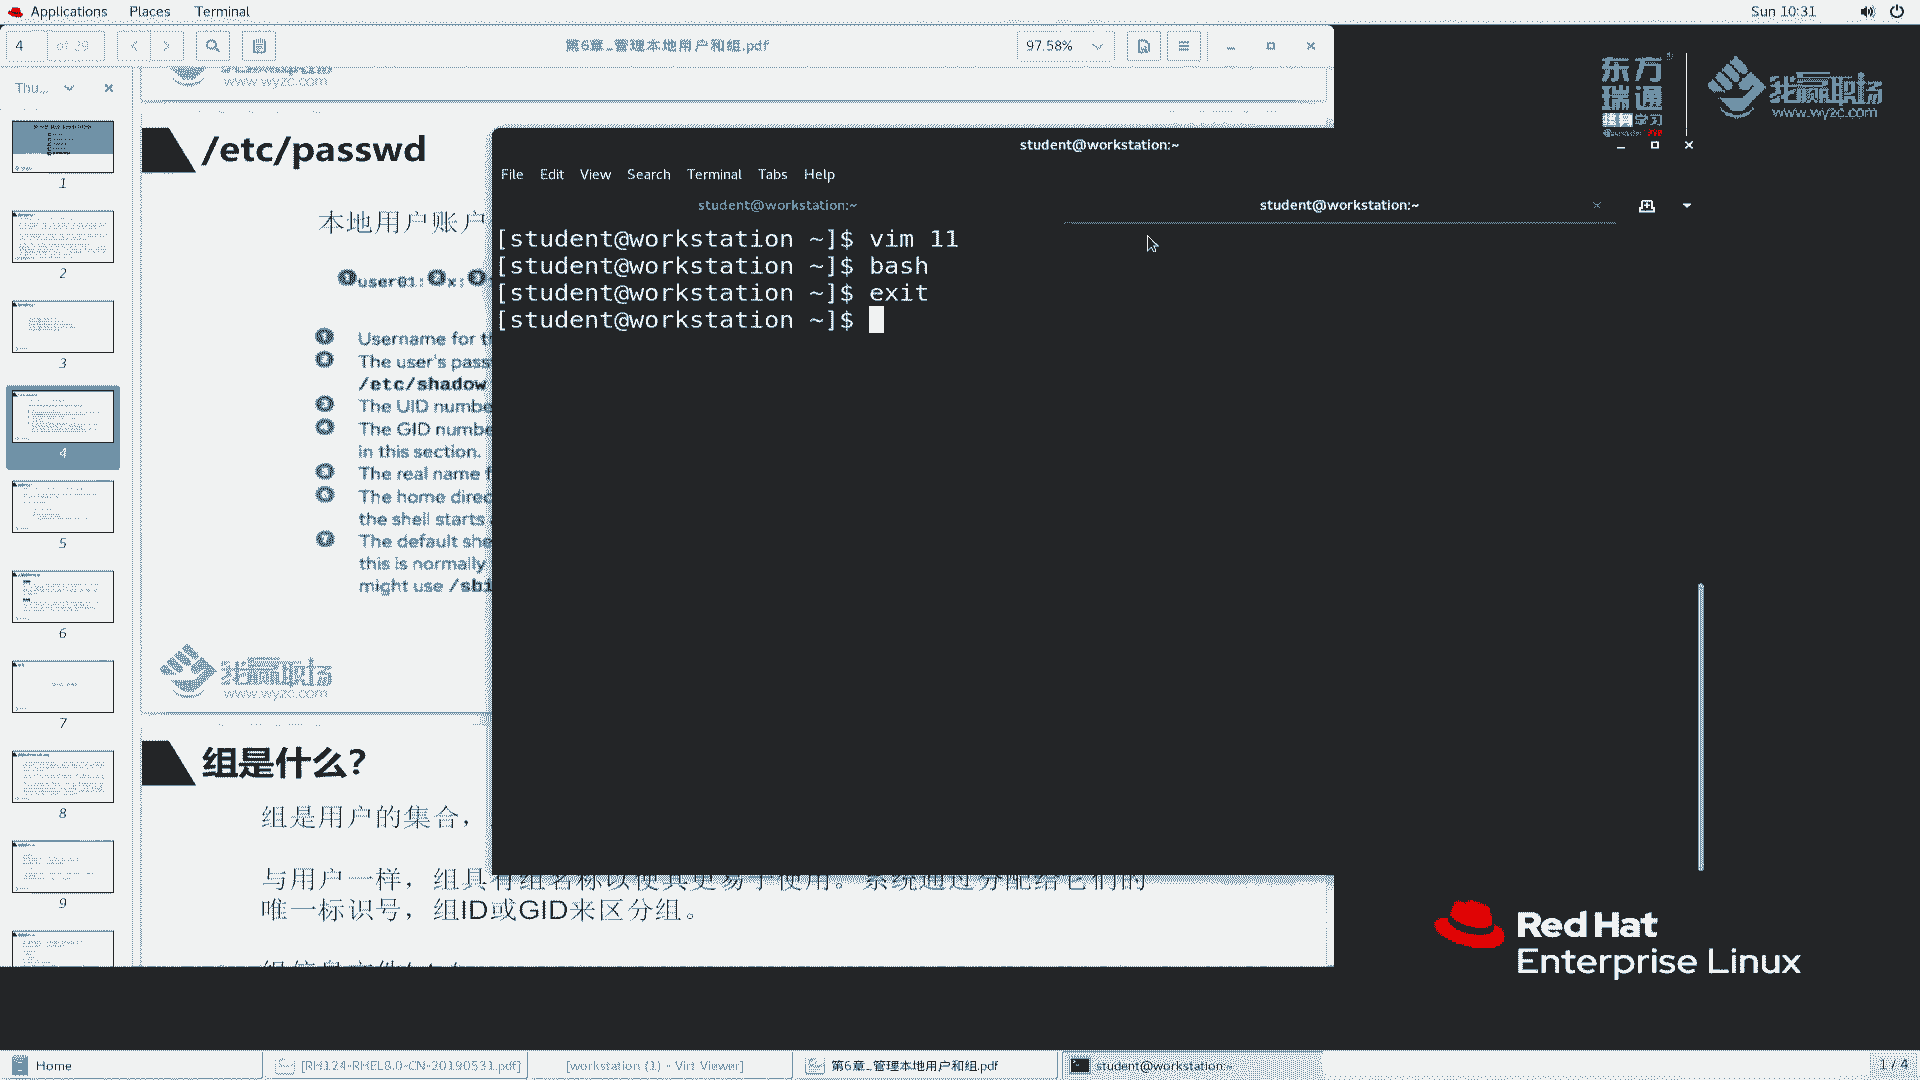 Applications Places Terminal Sun 10:31
4 of 29 第6章_管理本地用户和组.pdf 97.58%
Thu...
1
2
3
4
5
6
7
8
9
www.wyzc.com
/etc/passwd
本地用户账户
user01: x:
Username for t
The user's pass
/etc/shadow
The UID numbe
The GID numbe
in this section.
The real name f
The home direc
the shell starts
The default she
this is normally
might use /sbi
我赢职场
www.wyzc.com
组是什么?
组是用户的集合，
与用户一样，组具有组名称以便其更易于使用。系统通过分配给它们的
唯一标识号，组ID或GID来区分组。
student@workstation:~
File Edit View Search Terminal Tabs Help
student@workstation:~ student@workstation:~
[student@workstation ~]$ vim 11
[student@workstation ~]$ bash
[student@workstation ~]$ exit
[student@workstation ~]$
东方
瑞通
我赢职场
www.wyzc.com
Red Hat
Enterprise Linux
Home [RH124-RHEL8.0-CN-20190531.pdf] [workstation (1) - Virt Viewer] 第6章_管理本地用户和组.pdf student@workstation:~ 1 / 4